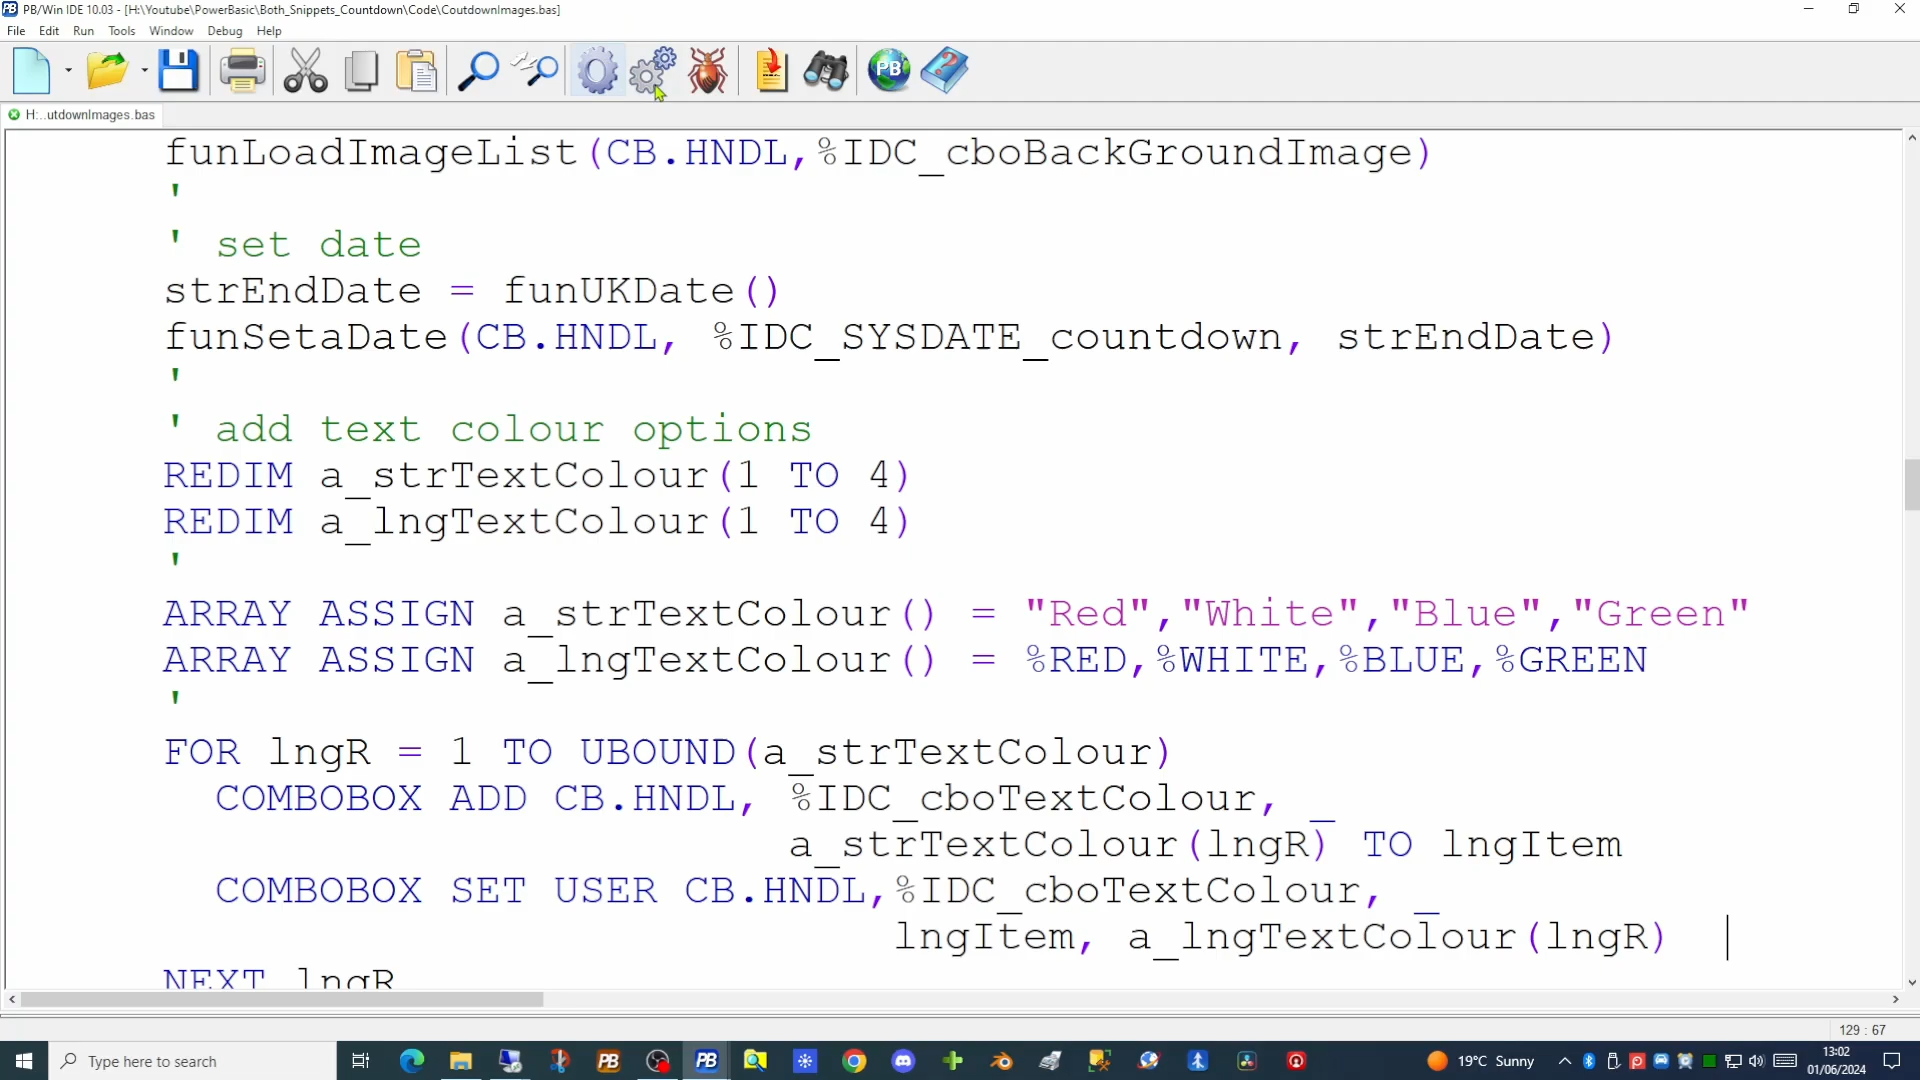 PB/Win IDE 10.03 - [H:\Youtube\PowerBasic\Both_Snippets_Countdown\Code\CoutdownImages.bas]
File Edit Run Tools Window Debug Help
PB
H:..utdownImages.bas
funLoadImageList(CB.HNDL,%IDC_cboBackGroundImage)
'
' set date
strEndDate = funUKDate()
funSetaDate(CB.HNDL, %IDC_SYSDATE_countdown, strEndDate)
'
' add text colour options
REDIM a_strTextColour(1 TO 4)
REDIM a_lngTextColour(1 TO 4)
'
ARRAY ASSIGN a_strTextColour() = "Red","White","Blue","Green"
ARRAY ASSIGN a_lngTextColour() = %RED,%WHITE,%BLUE,%GREEN
'
FOR lngR = 1 TO UBOUND(a_strTextColour)
COMBOBOX ADD CB.HNDL, %IDC_cboTextColour, _
a_strTextColour(lngR) TO lngItem
COMBOBOX SET USER CB.HNDL,%IDC_cboTextColour, _
lngItem, a_lngTextColour(lngR)
NEXT lngR
129 : 67
Type here to search
PB PB
19°C Sunny
13:02
01/06/2024